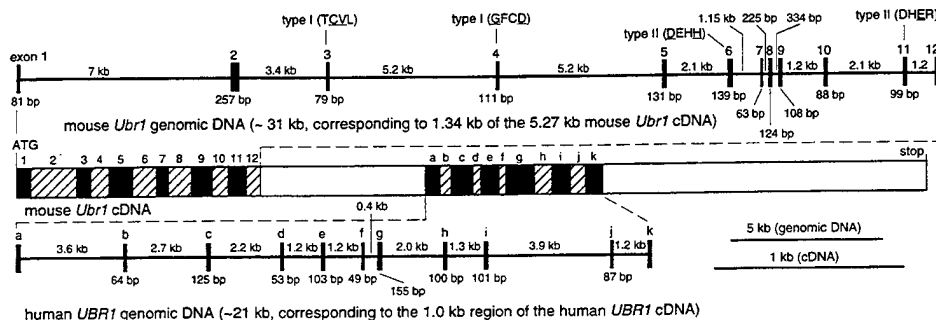 type I (TCVL) type I (GFCD) type II (DEHH) 1.15 kb 225 bp 334 bp type II (DHER)
exon 1 2 3 4 5 6 7 8 9 10 11 12
7 kb 3.4 kb 5.2 kb 5.2 kb 2.1 kb 1.2 kb 2.1 kb 1.2
81 bp 257 bp 79 bp 111 bp 131 bp 139 bp 63 bp 124 bp 108 bp 88 bp 99 bp
mouse Ubr1 genomic DNA (~ 31 kb, corresponding to 1.34 kb of the 5.27 kb mouse Ubr1 cDNA)
ATG stop
1 2 3 4 5 6 7 8 9 10 11 12 a b c d e f g h i j k
mouse Ubr1 cDNA
0.4 kb
a b c d e f g h i j k
3.6 kb 2.7 kb 2.2 kb 1.2 kb 1.2 kb 2.0 kb 1.3 kb 3.9 kb 1.2 kb
64 bp 125 bp 53 bp 103 bp 49 bp 155 bp 100 bp 101 bp 87 bp
5 kb (genomic DNA)
1 kb (cDNA)
human UBR1 genomic DNA (~21 kb, corresponding to the 1.0 kb region of the human UBR1 cDNA)